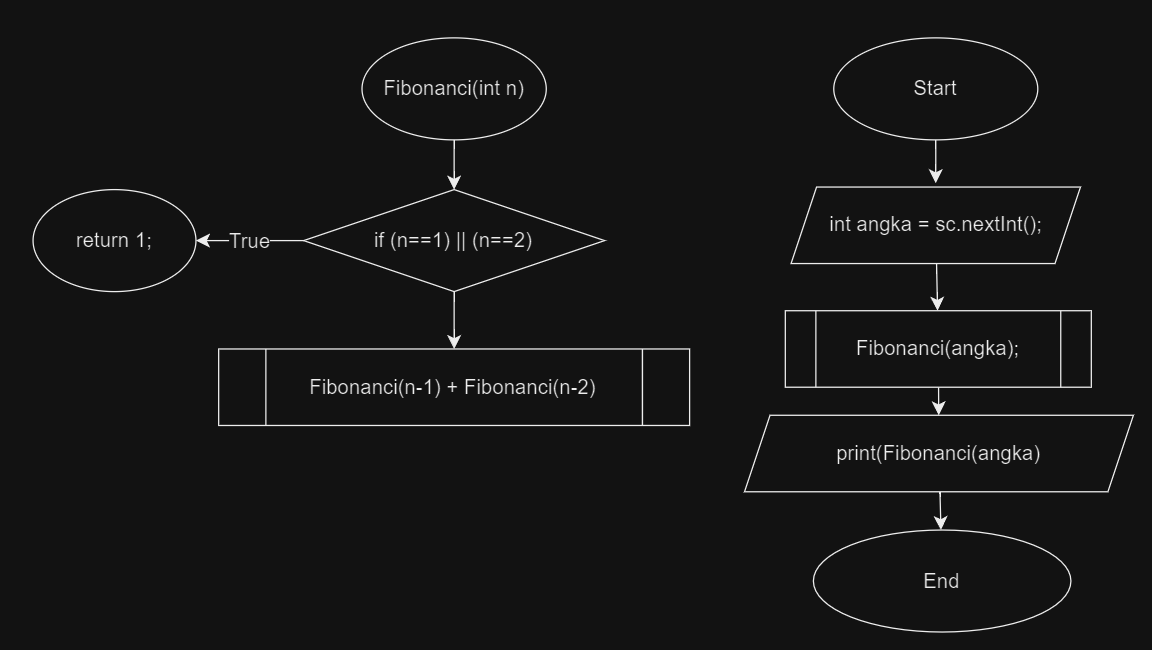 Fibonanci(int n)
return 1;
True
if (n==1) || (n==2)
Fibonanci(n-1) + Fibonanci(n-2)
Start
int angka = sc.nextInt();
Fibonanci(angka);
print(Fibonanci(angka)
End